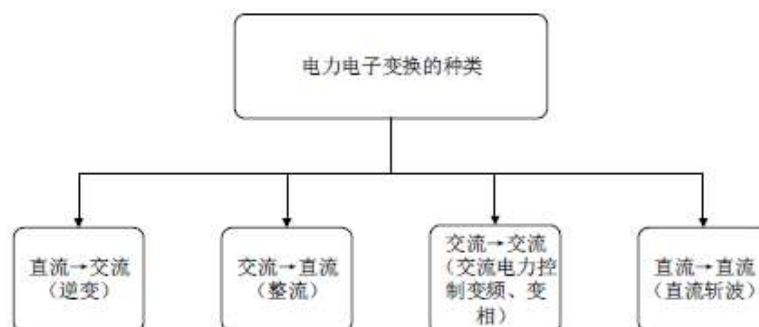 电力电子变换的种类
直流→交流
（逆变）
交流→直流
（整流）
交流→交流
（交流电力控
制变频、变
相）
直流→直流
（直流斩波）